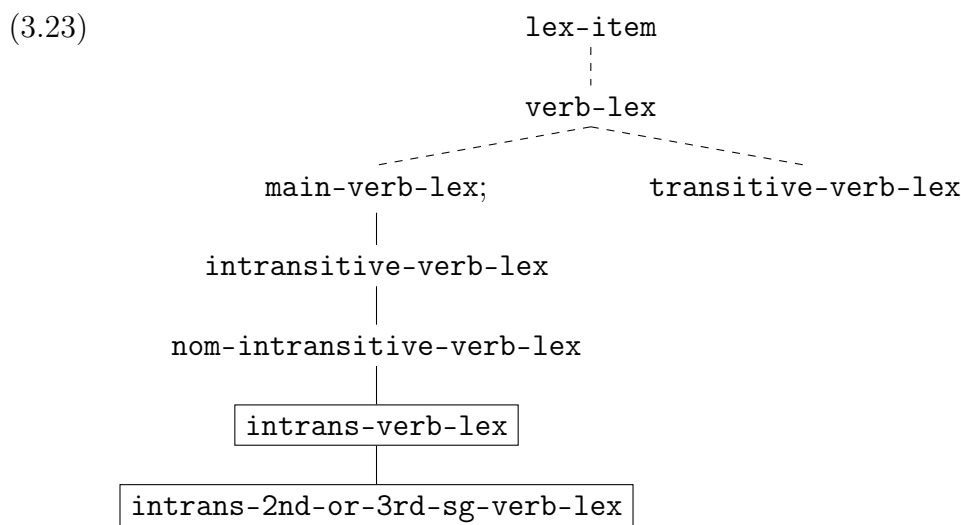 (3.23) lex-item
verb-lex
main-verb-lex; transitive-verb-lex
intransitive-verb-lex
nom-intransitive-verb-lex
intrans-verb-lex
intrans-2nd-or-3rd-sg-verb-lex